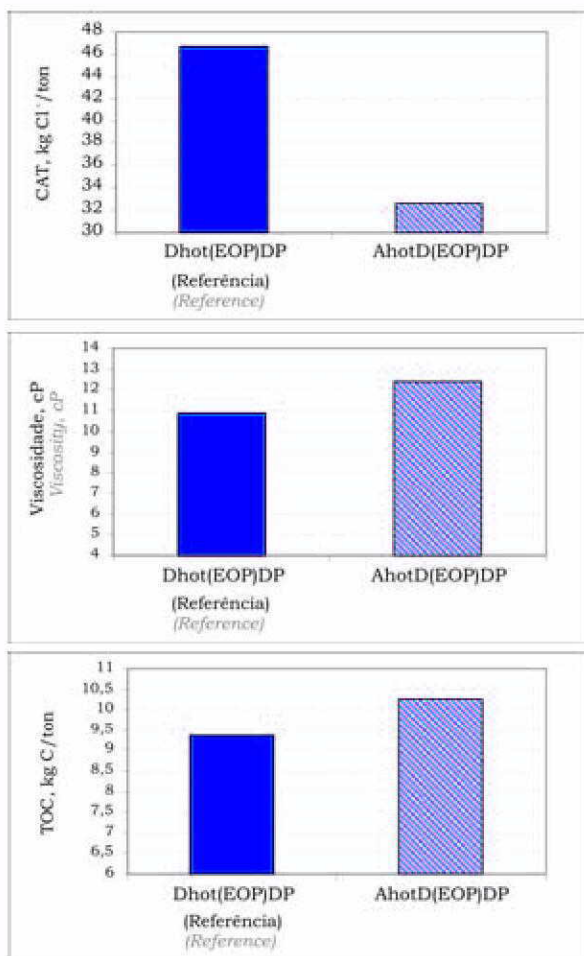 CAT, kg Cl⁻/ton
48
46
44
42
40
38
36
34
32
30
Dhot(EOP)DP
AhotD(EOP)DP
(Referência)
(Reference)
Viscosidade, cP
Viscosity, cP
14
13
12
11
10
9
8
7
6
5
4
Dhot(EOP)DP
AhotD(EOP)DP
(Referência)
(Reference)
TOC, kg C/ton
11
10,5
10
9,5
9
8,5
8
7,5
7
6,5
6
Dhot(EOP)DP
AhotD(EOP)DP
(Referência)
(Reference)